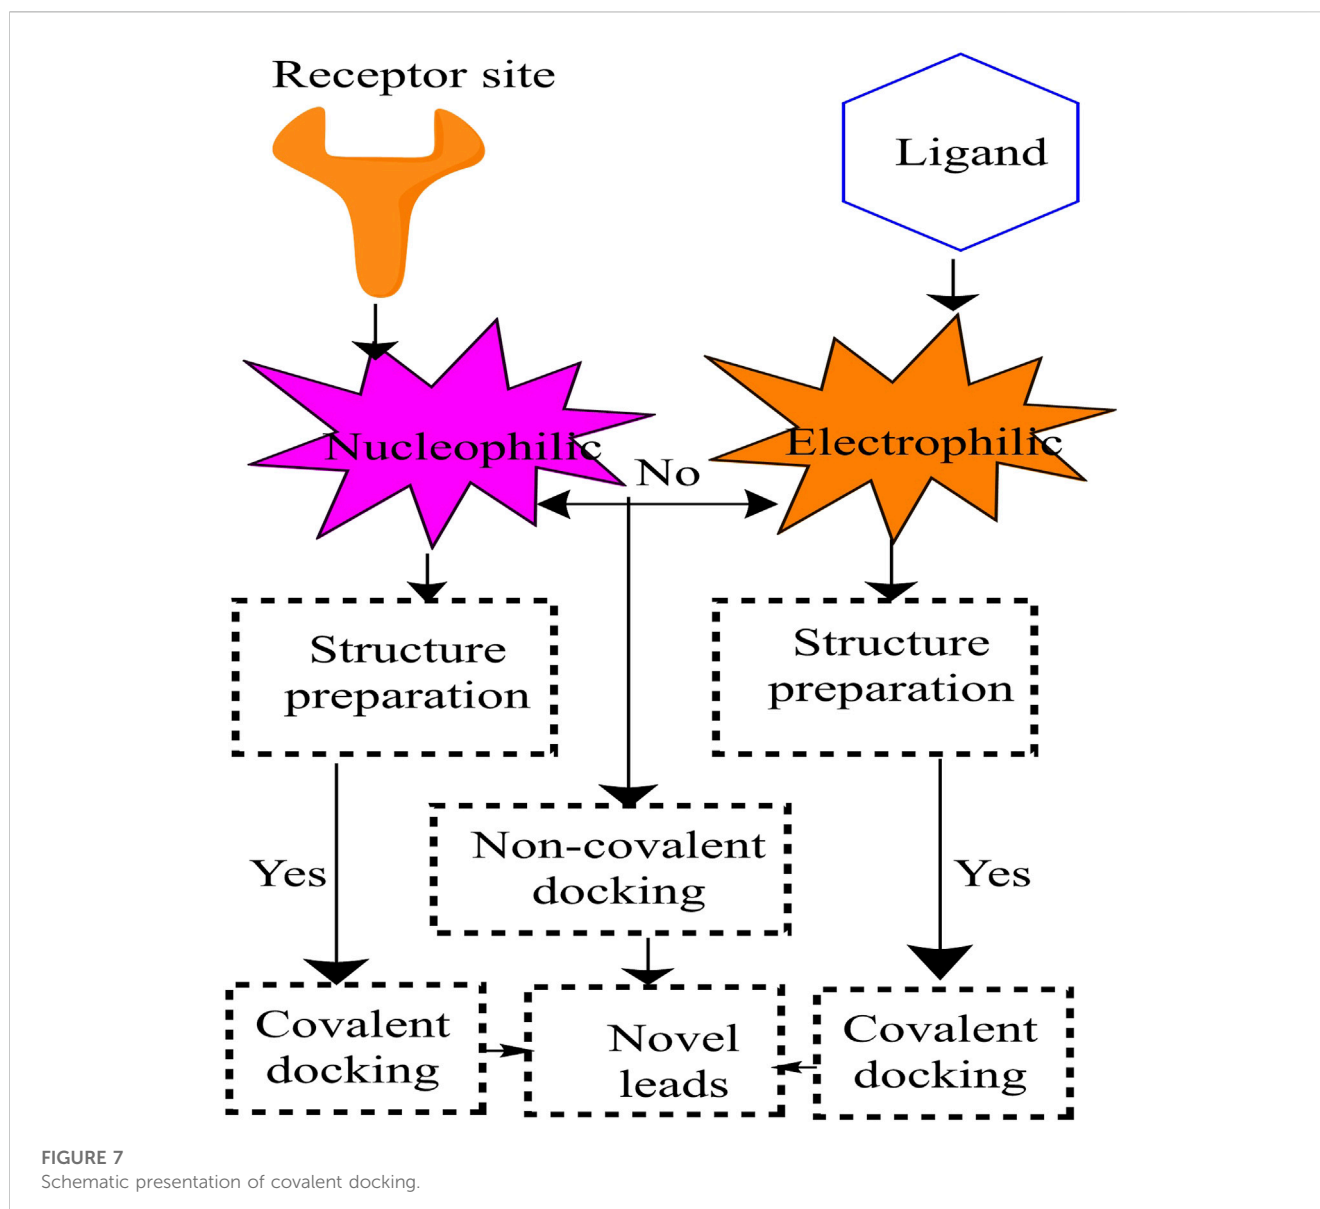 Receptor site
Ligand
Nucleophilic
Electrophilic
No
Structure
preparation
Structure
preparation
Non-covalent
docking
Yes
Yes
Covalent
docking
Novel
leads
Covalent
docking
FIGURE 7
Schematic presentation of covalent docking.